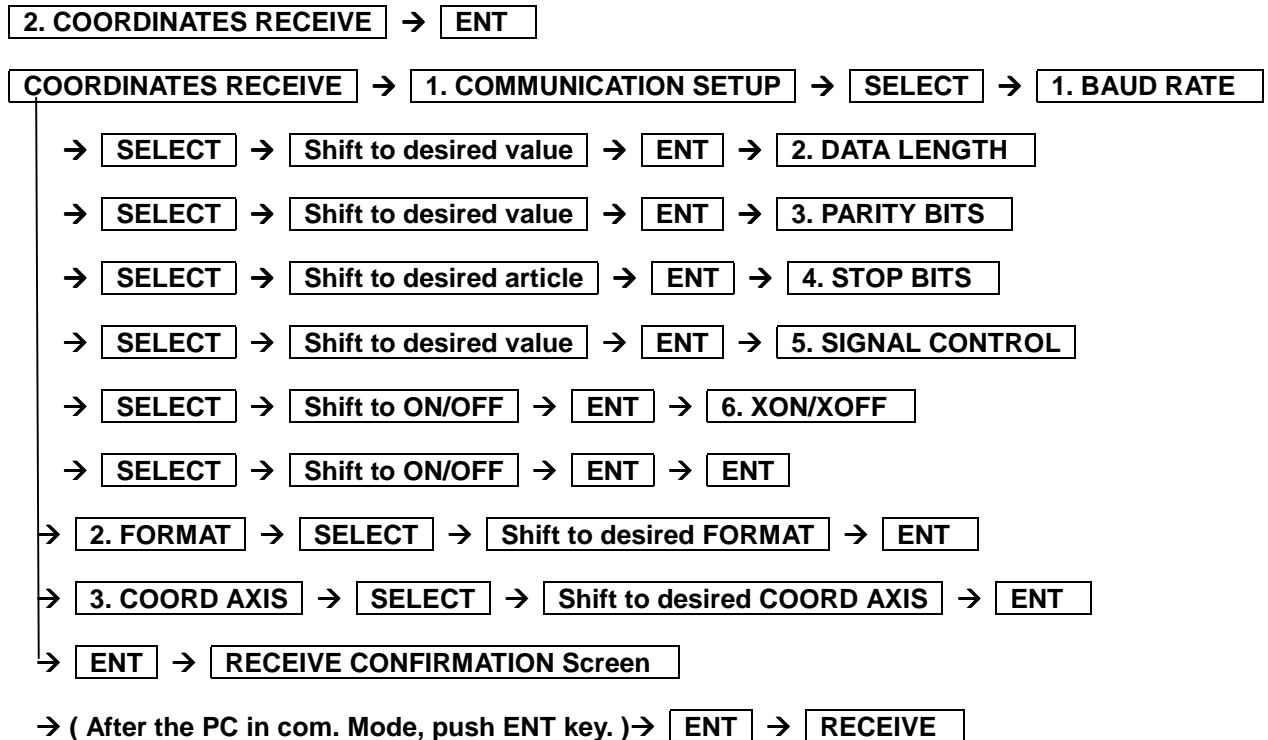 2. COORDINATES RECEIVE → ENT
COORDINATES RECEIVE → 1. COMMUNICATION SETUP → SELECT → 1. BAUD RATE
→ SELECT → Shift to desired value → ENT → 2. DATA LENGTH
→ SELECT → Shift to desired value → ENT → 3. PARITY BITS
→ SELECT → Shift to desired article → ENT → 4. STOP BITS
→ SELECT → Shift to desired value → ENT → 5. SIGNAL CONTROL
→ SELECT → Shift to ON/OFF → ENT → 6. XON/XOFF
→ SELECT → Shift to ON/OFF → ENT → ENT
→ 2. FORMAT → SELECT → Shift to desired FORMAT → ENT
→ 3. COORD AXIS → SELECT → Shift to desired COORD AXIS → ENT
→ ENT → RECEIVE CONFIRMATION Screen
→ ( After the PC in com. Mode, push ENT key. )→ ENT → RECEIVE